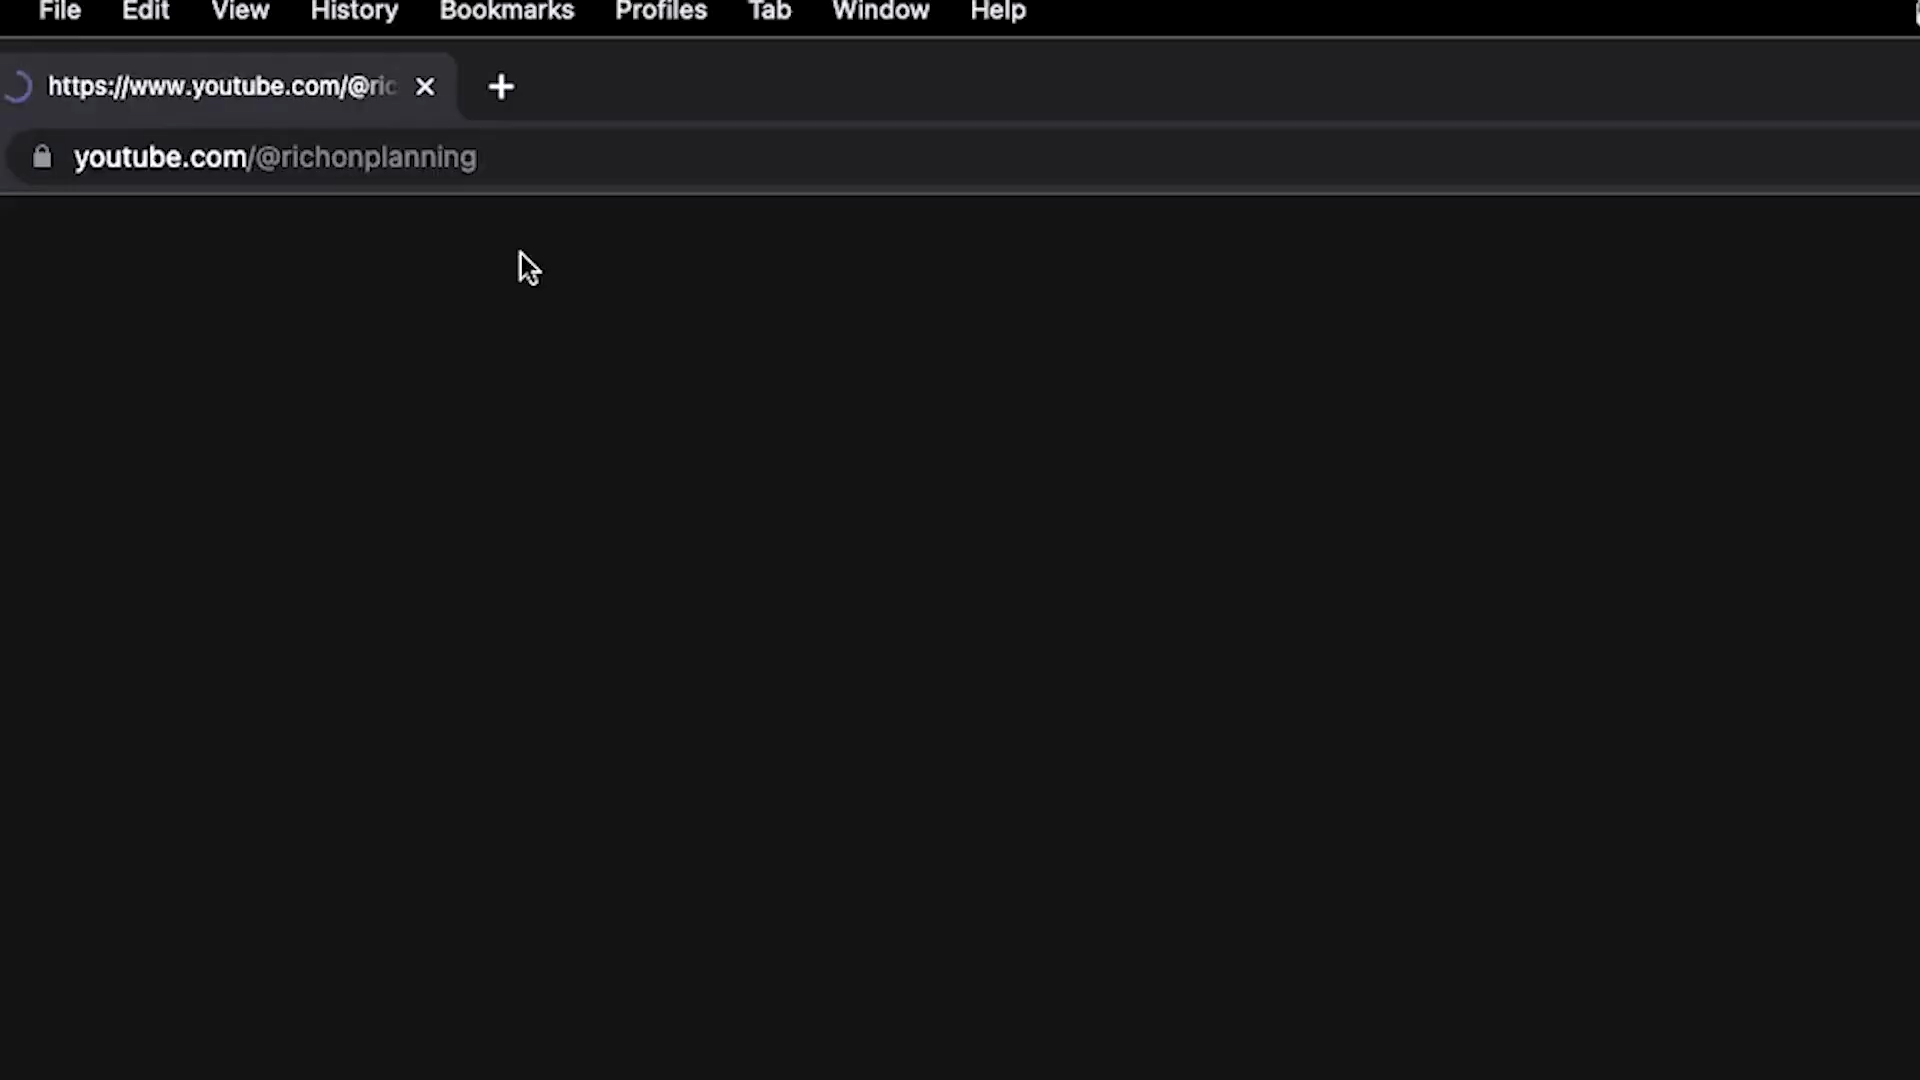 File Edit View History Bookmarks Profiles Tab Window Help
https://www.youtube.com/@ric
youtube.com/@richonplanning